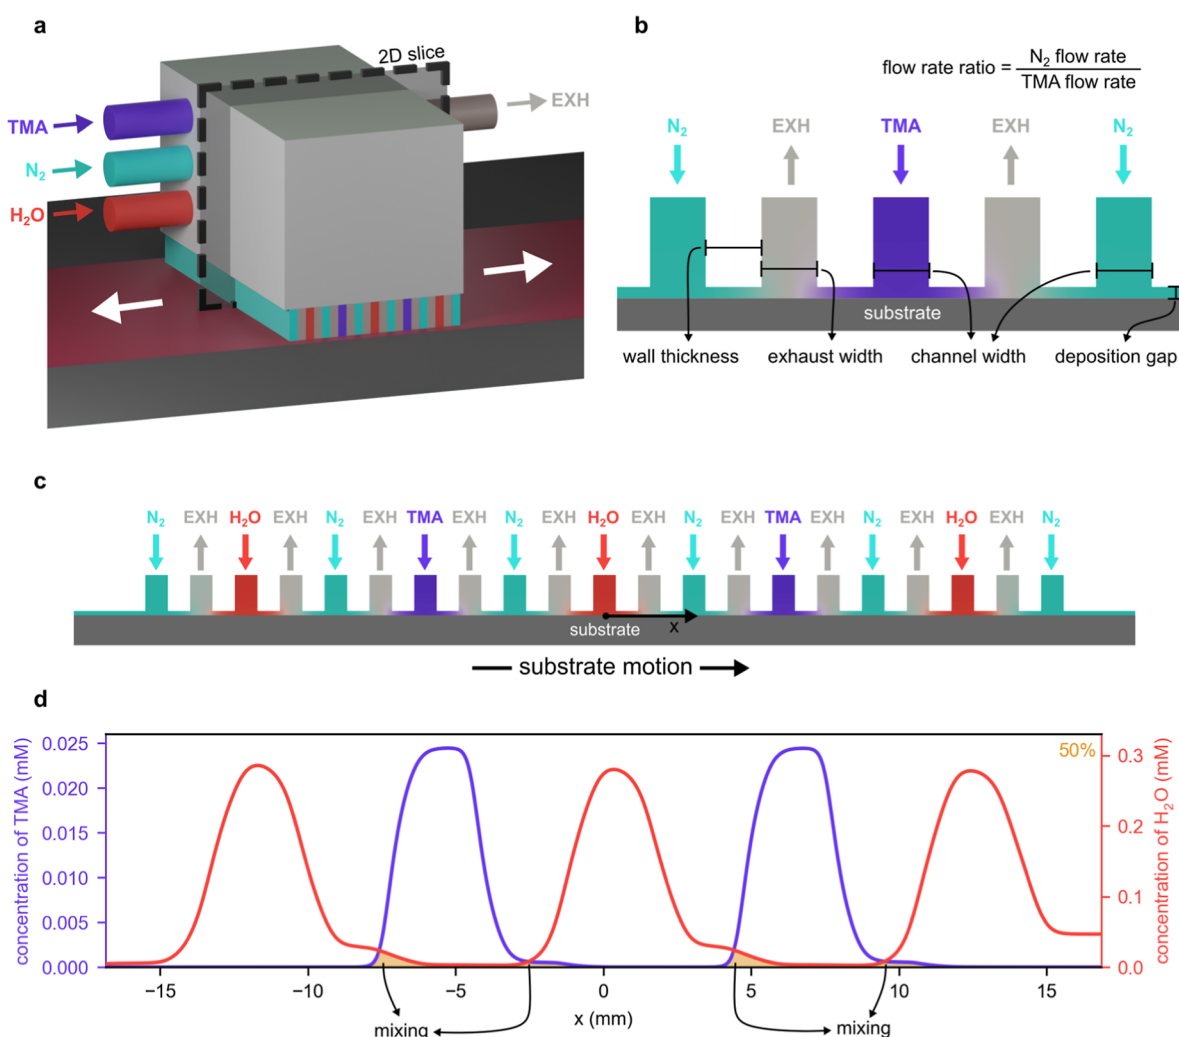 a
2D slice
TMA
EXH
N₂
H₂O
b
flow rate ratio = N₂ flow rate / TMA flow rate
N₂ EXH TMA EXH N₂
substrate
wall thickness exhaust width channel width deposition gap
c
N₂ EXH H₂O EXH N₂ EXH TMA EXH N₂ EXH H₂O EXH N₂ EXH TMA EXH N₂ EXH H₂O EXH N₂
substrate x
substrate motion
d
concentration of TMA (mM)
0.025
0.020
0.015
0.010
0.005
0.000
50%
0.3
0.2
0.1
0.0
concentration of H₂O (mM)
−15 −10 −5 0 5 10 15
x (mm)
mixing mixing